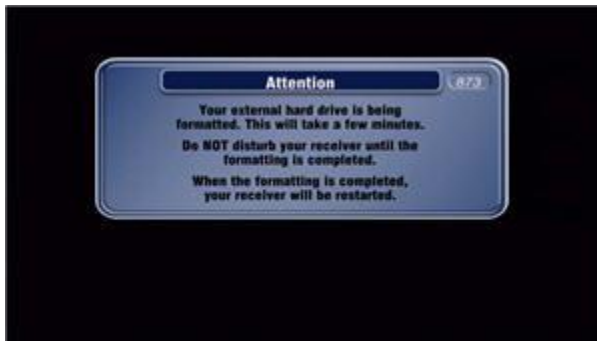 Attention
873
Your external hard drive is being
formatted. This will take a few minutes.
Do NOT disturb your receiver until the
formatting is completed.
When the formatting is completed,
your receiver will be restarted.